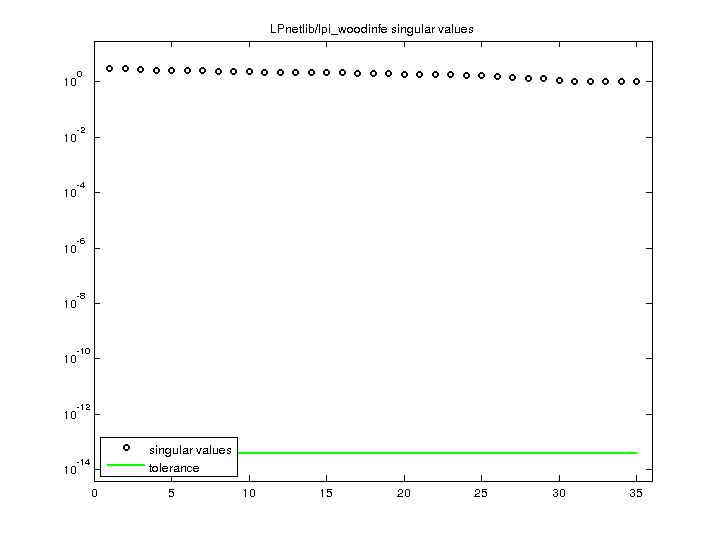 LPnetlib/lpi_woodinfe singular values
10^0
10^-2
10^-4
10^-6
10^-8
10^-10
10^-12
10^-14
singular values
tolerance
0 5 10 15 20 25 30 35